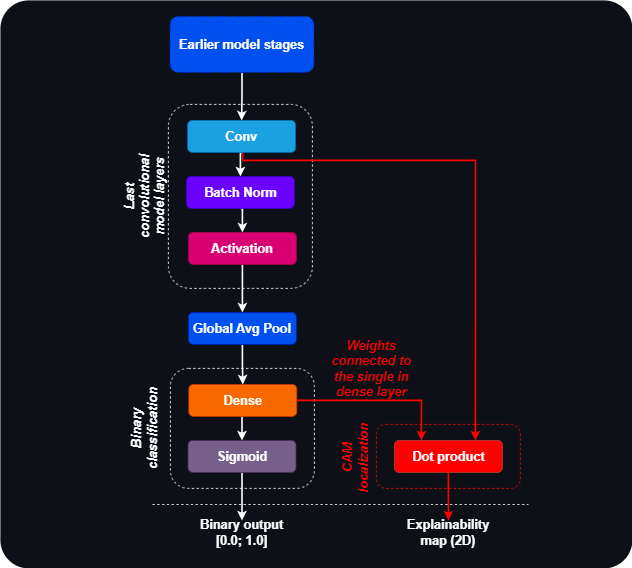 Earlier model stages
Conv
Last
convolutional
model layers
Batch Norm
Activation
Global Avg Pool
Weights
connected to
the single in
dense layer
Binary
classification
Dense
Sigmoid
CAM
localization
Dot product
Binary output
[0.0; 1.0]
Explainability
map (2D)